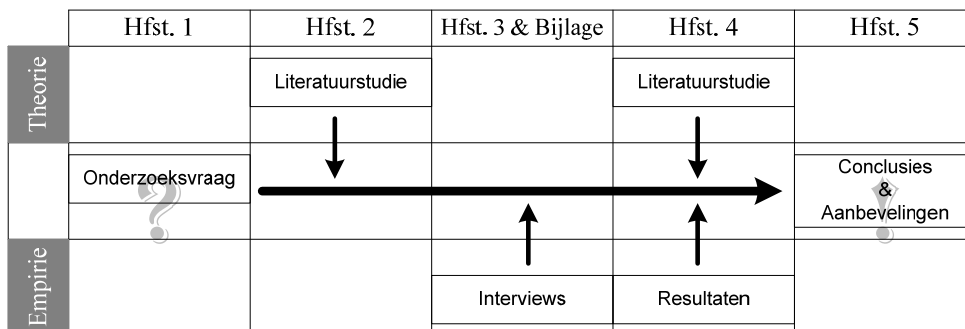 Hfst. 1
Hfst. 2
Hfst. 3 & Bijlage
Hfst. 4
Hfst. 5
Theorie
Literatuurstudie
Literatuurstudie
Onderzoeksvraag
?
Conclusies
&
Aanbevelingen
!
Empirie
Interviews
Resultaten